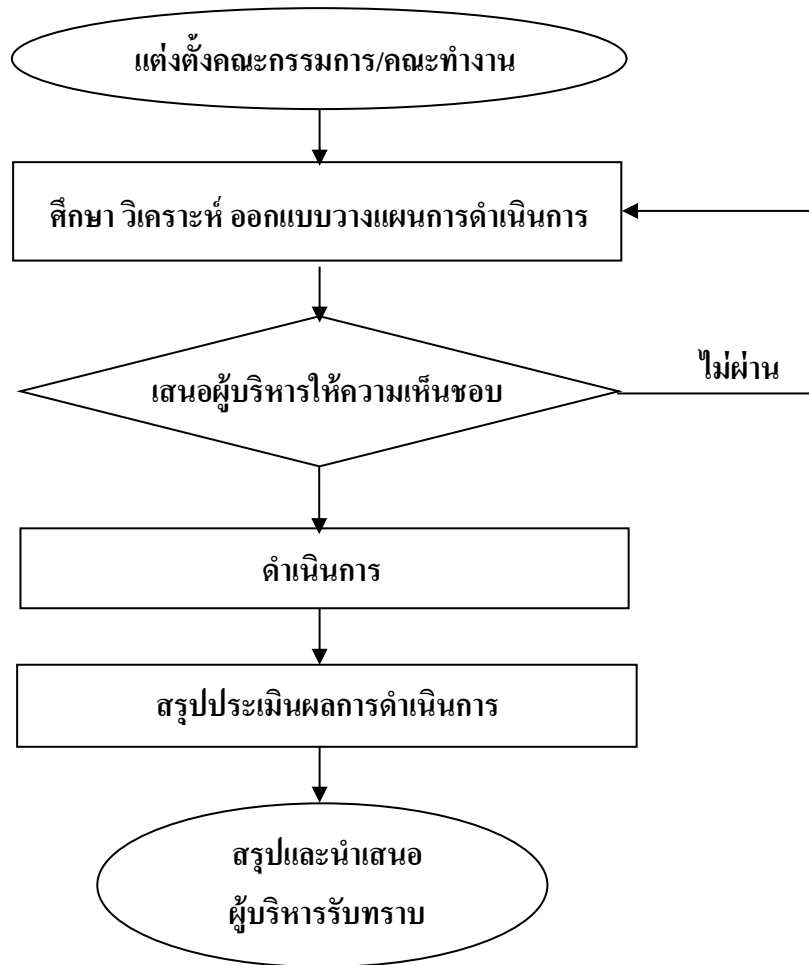 แต่งตั้งคณะกรรมการ/คณะทำงาน
ศึกษา วิเคราะห์ ออกแบบวางแผนการดำเนินการ
เสนอผู้บริหารให้ความเห็นชอบ
ไม่ผ่าน
ดำเนินการ
สรุปประเมินผลการดำเนินการ
สรุปและนำเสนอ
ผู้บริหารรับทราบ